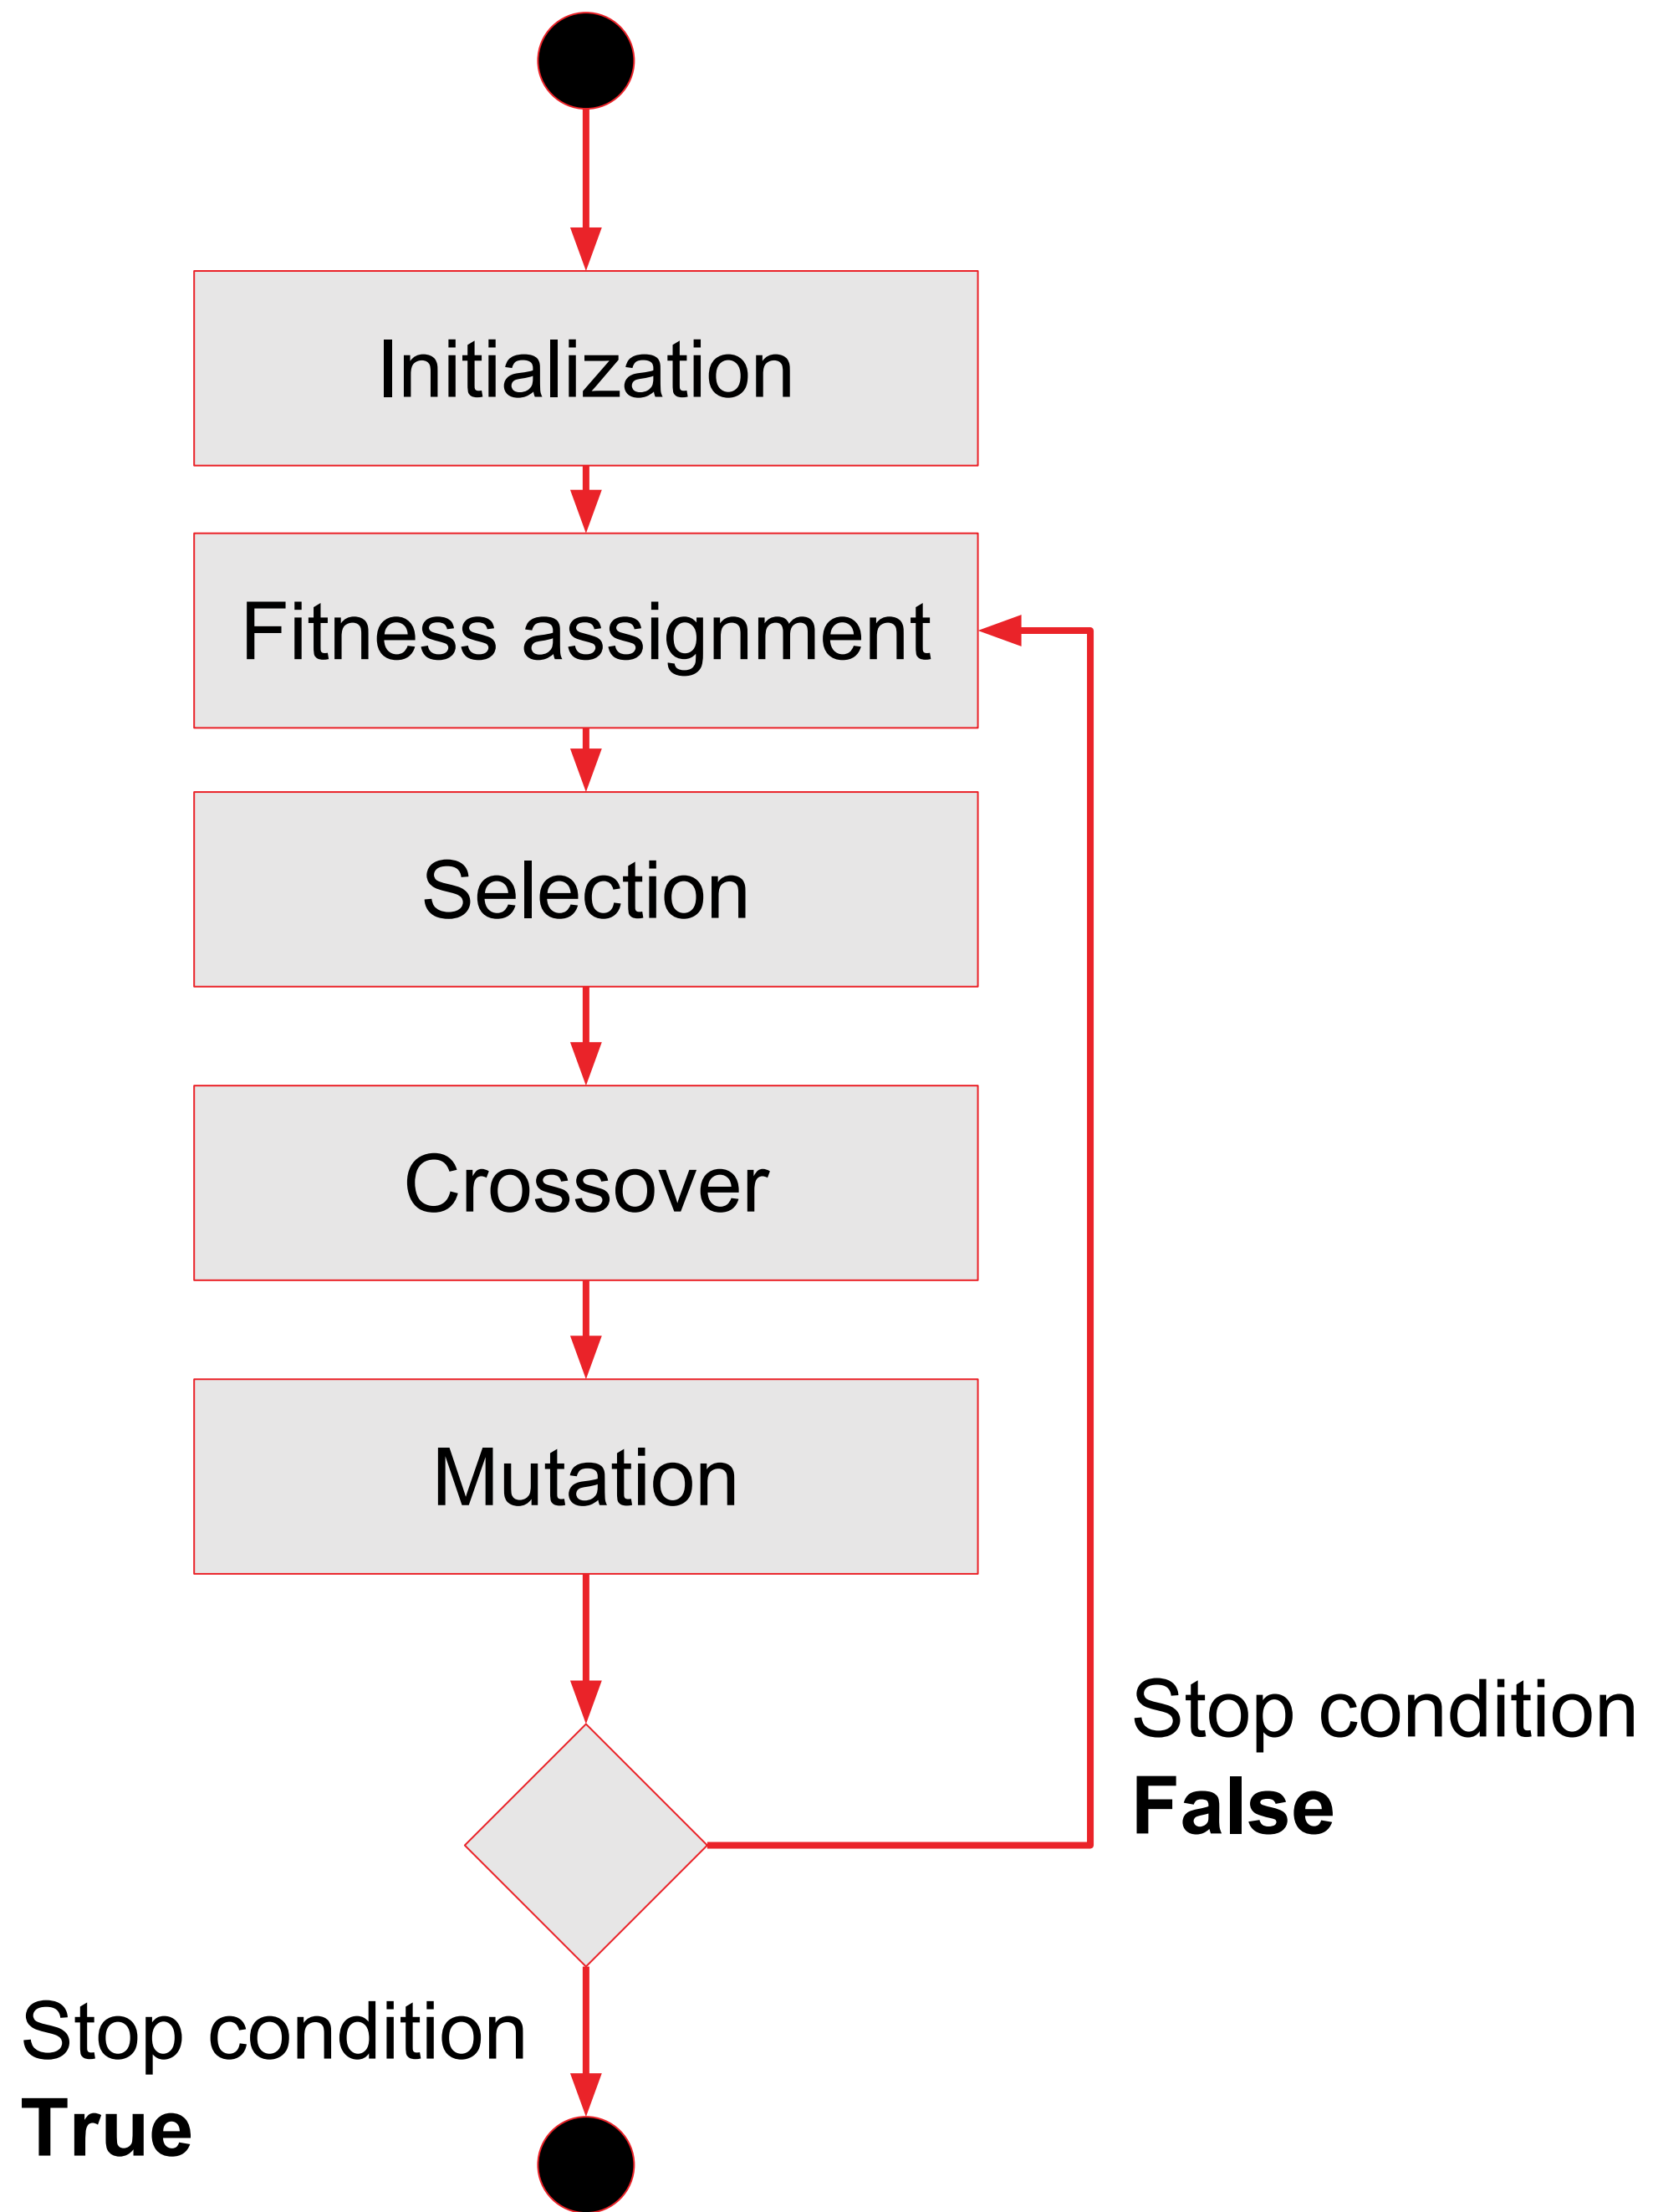 Initialization
Fitness assignment
Selection
Crossover
Mutation
Stop condition
False
Stop condition
True